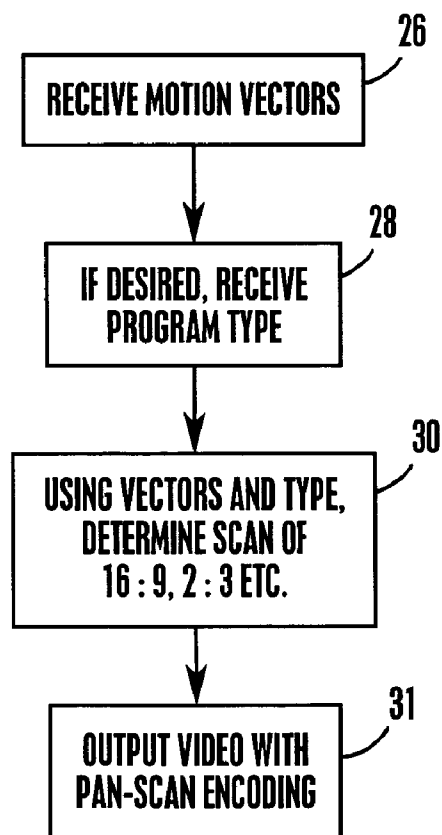 26
RECEIVE MOTION VECTORS
28
IF DESIRED, RECEIVE
PROGRAM TYPE
30
USING VECTORS AND TYPE,
DETERMINE SCAN OF
16 : 9, 2 : 3 ETC.
31
OUTPUT VIDEO WITH
PAN-SCAN ENCODING